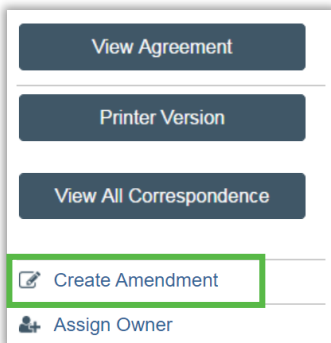 View Agreement
Printer Version
View All Correspondence
Create Amendment
Assign Owner